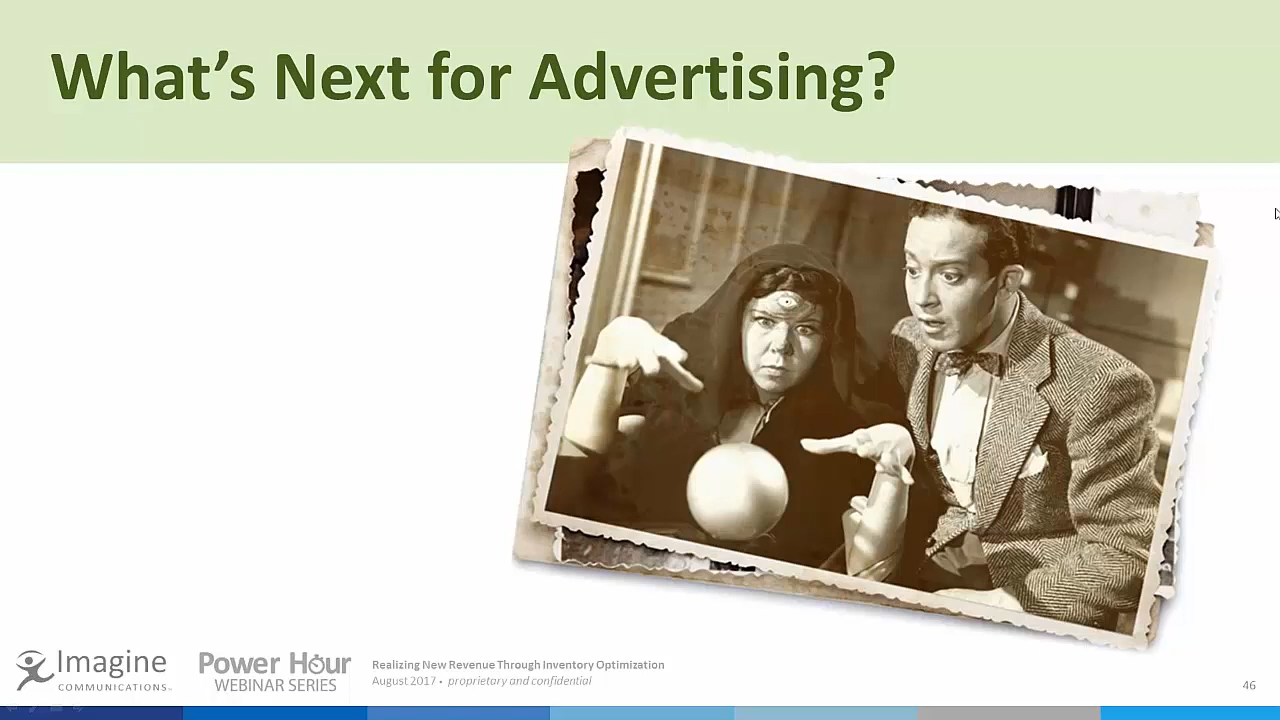 What's Next for Advertising?
Imagine
COMMUNICATIONS
Power Hour
WEBINAR SERIES
Realizing New Revenue Through Inventory Optimization
August 2017 • proprietary and confidential
46